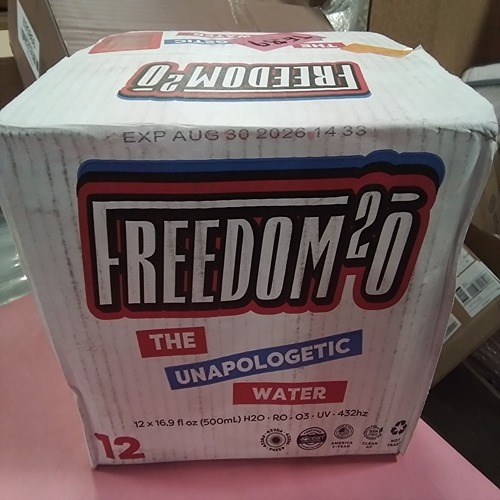 FREEDOM2O
EXP AUG 30 2026 14 33
FREEDOM2O
THE
UNAPOLOGETIC
WATER
12 x 16.9 fl oz (500mL) H2O - RO - O3 - UV - 432hz
12